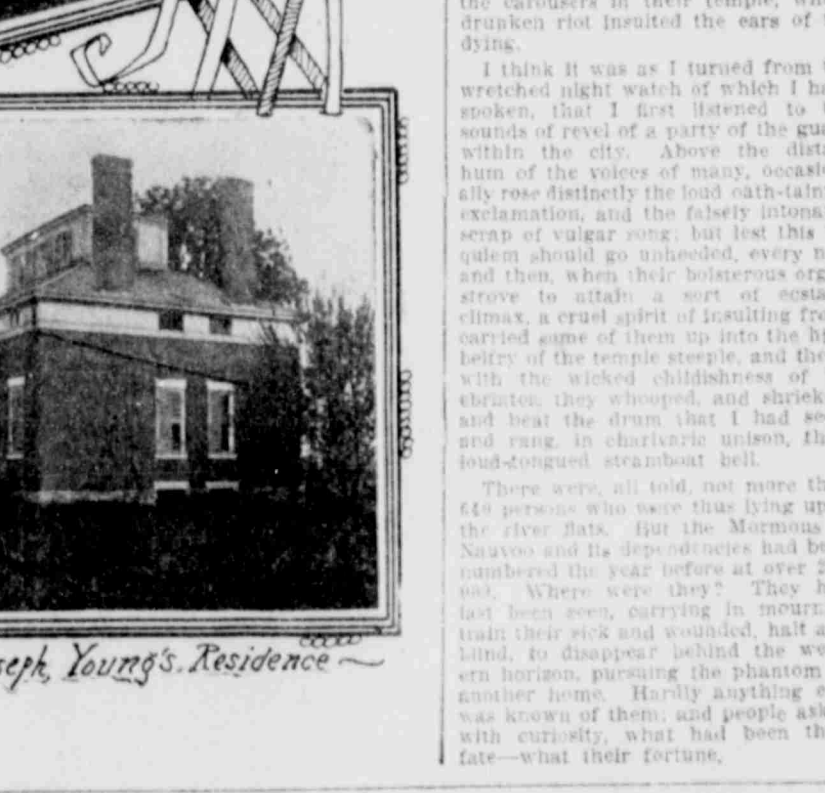 seph, Young's. Residence
the carousers in their temple,
drunken riot insulted the ears of
dying.
I think it was as I turned from
wretched night watch of which I ha
spoken, that I first listened to
sounds of revel of a party of the gua
within the city. Above the dista
hum of the voices of many, occasio
ally rose distinctly the loud oath-taint
exclamation, and the falsely intona
scrap of vulgar song; but lest this
quiem should go unheeded, every n
and then, when their boisterous org
strove to attain a sort of ecsta
climax, a cruel spirit of insulting fro
carried some of them up into the hi
belfry of the temple steeple, and the
with the wicked childishness of
ebriates, they whooped, and shriek
and beat the drum that I had se
and rang, in charivaric unison, th
loud-tongued steamboat bell.
There were, all told, not more th
640 persons who were thus lying up
the river flats. But the Mormons
Nauvoo and its dependencies had be
numbered the year before at over 2
Where were they? They h
last been seen, carrying in mourn
train their sick and wounded, halt a
blind, to disappear behind the we
ern horizon, pursuing the phantom
another home. Hardly anything e
was known of them; and people ask
with curiosity, what had been th
fate—what their fortune,